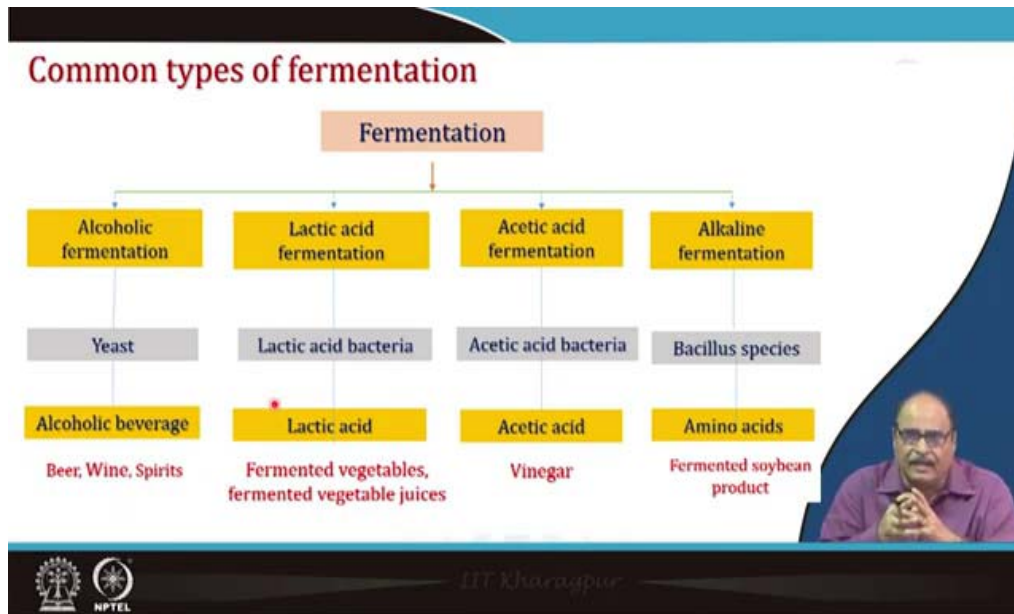 Common types of fermentation
Fermentation
Alcoholic
fermentation
Lactic acid
fermentation
Acetic acid
fermentation
Alkaline
fermentation
Yeast
Lactic acid bacteria
Acetic acid bacteria
Bacillus species
Alcoholic beverage
Lactic acid
Acetic acid
Amino acids
Beer, Wine, Spirits
Fermented vegetables,
fermented vegetable juices
Vinegar
Fermented soybean
product
IIT Kharagpur
NPTEL